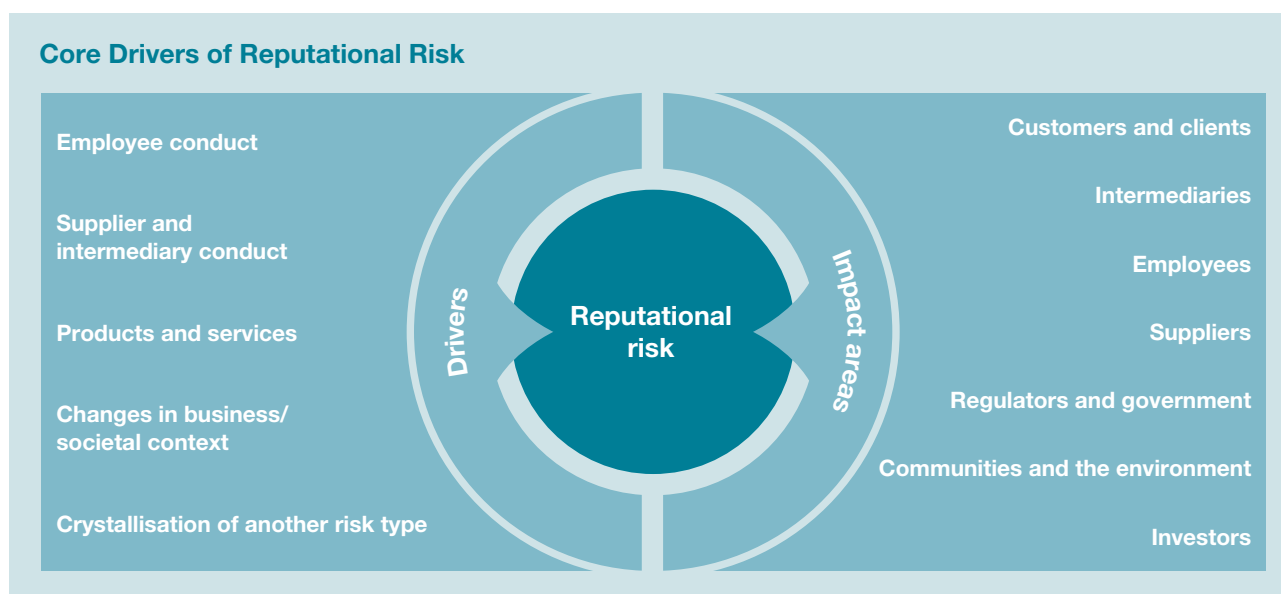 Core Drivers of Reputational Risk
Employee conduct
Supplier and
intermediary conduct
Products and services
Changes in business/
societal context
Crystallisation of another risk type
Drivers
Reputational
risk
Impact areas
Customers and clients
Intermediaries
Employees
Suppliers
Regulators and government
Communities and the environment
Investors